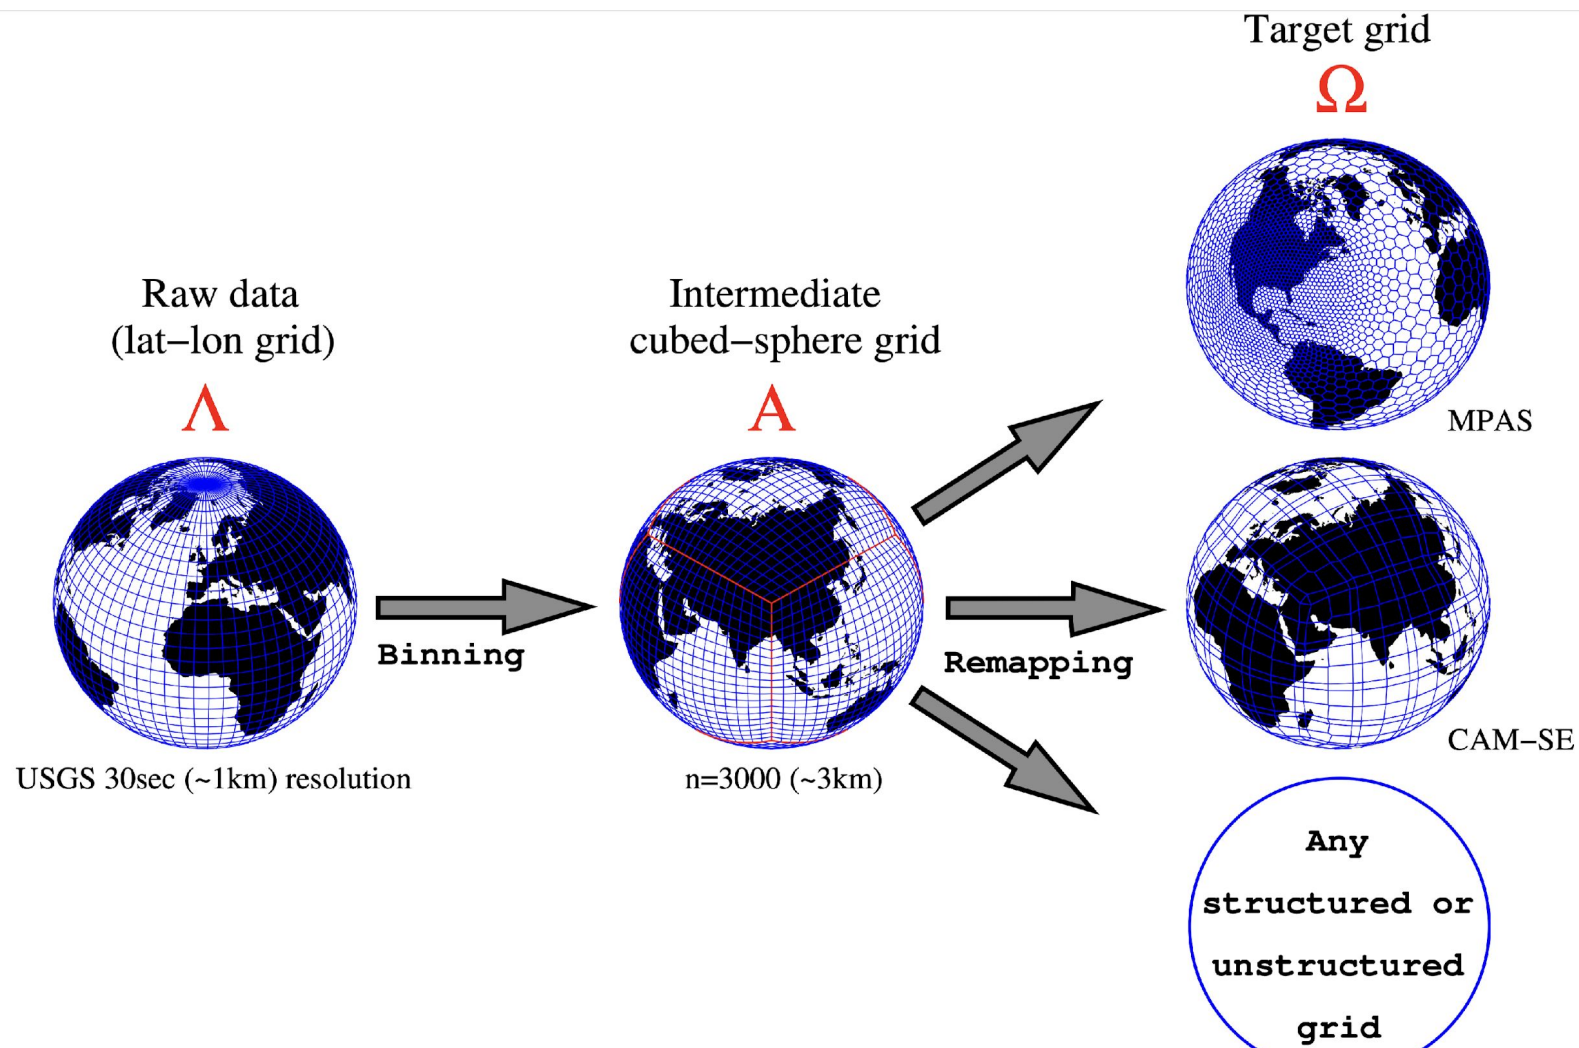 Raw data
(lat−lon grid)
Λ
USGS 30sec (~1km) resolution
Binning
Intermediate
cubed−sphere grid
A
n=3000 (~3km)
Remapping
Target grid
Ω
MPAS
CAM−SE
Any
structured or
unstructured
grid